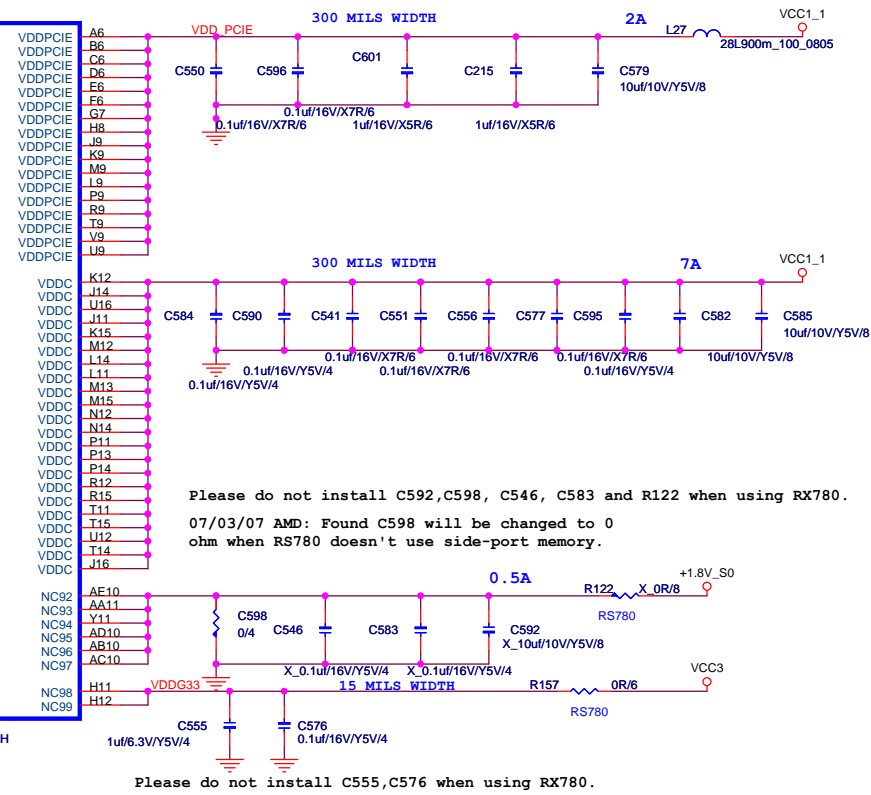 300 MILS WIDTH 2A VCC1_1
VDDPCIE A6 VDD_PCIE L27
VDDPCIE B6 28L900m_100_0805
VDDPCIE C6 C601
VDDPCIE D6 C550 C596 C215 C579
VDDPCIE E6 10uf/10V/Y5V/8
VDDPCIE F6
VDDPCIE G7 0.1uf/16V/X7R/6
VDDPCIE H8 0.1uf/16V/X7R/6 1uf/16V/X5R/6 1uf/16V/X5R/6
VDDPCIE J9
VDDPCIE K9
VDDPCIE M9
VDDPCIE L9
VDDPCIE P9
VDDPCIE R9
VDDPCIE T9
VDDPCIE V9
VDDPCIE U9
300 MILS WIDTH 7A VCC1_1
VDDC K12
VDDC J14
VDDC U16
VDDC J11 C584 C590 C541 C551 C556 C577 C595 C582 C585
VDDC K15 10uf/10V/Y5V/8
VDDC M12
VDDC L14 0.1uf/16V/X7R/6 0.1uf/16V/X7R/6 0.1uf/16V/X7R/6 10uf/10V/Y5V/8
VDDC L11 0.1uf/16V/Y5V/4 0.1uf/16V/X7R/6 0.1uf/16V/Y5V/4
VDDC M13 0.1uf/16V/Y5V/4
VDDC M15
VDDC N12
VDDC N14
VDDC P11
VDDC P13
VDDC P14
VDDC R12
VDDC R15
VDDC T11
VDDC T15
VDDC U12
VDDC T14
VDDC J16
Please do not install C592,C598, C546, C583 and R122 when using RX780.
07/03/07 AMD: Found C598 will be changed to 0
ohm when RS780 doesn't use side-port memory.
0.5A +1.8V_S0
NC92 AE10 R122 X_0R/8
NC93 AA11 RS780
NC94 Y11 C598
NC95 AD10 0/4 C546 C583 C592
NC96 AB10 X_10uf/10V/Y5V/8
NC97 AC10
X_0.1uf/16V/Y5V/4 X_0.1uf/16V/Y5V/4 VCC3
NC98 H11 VDDG33 15 MILS WIDTH R157 0R/6
NC99 H12 RS780
C555 C576
H 1uf/6.3V/Y5V/4 0.1uf/16V/Y5V/4
Please do not install C555,C576 when using RX780.